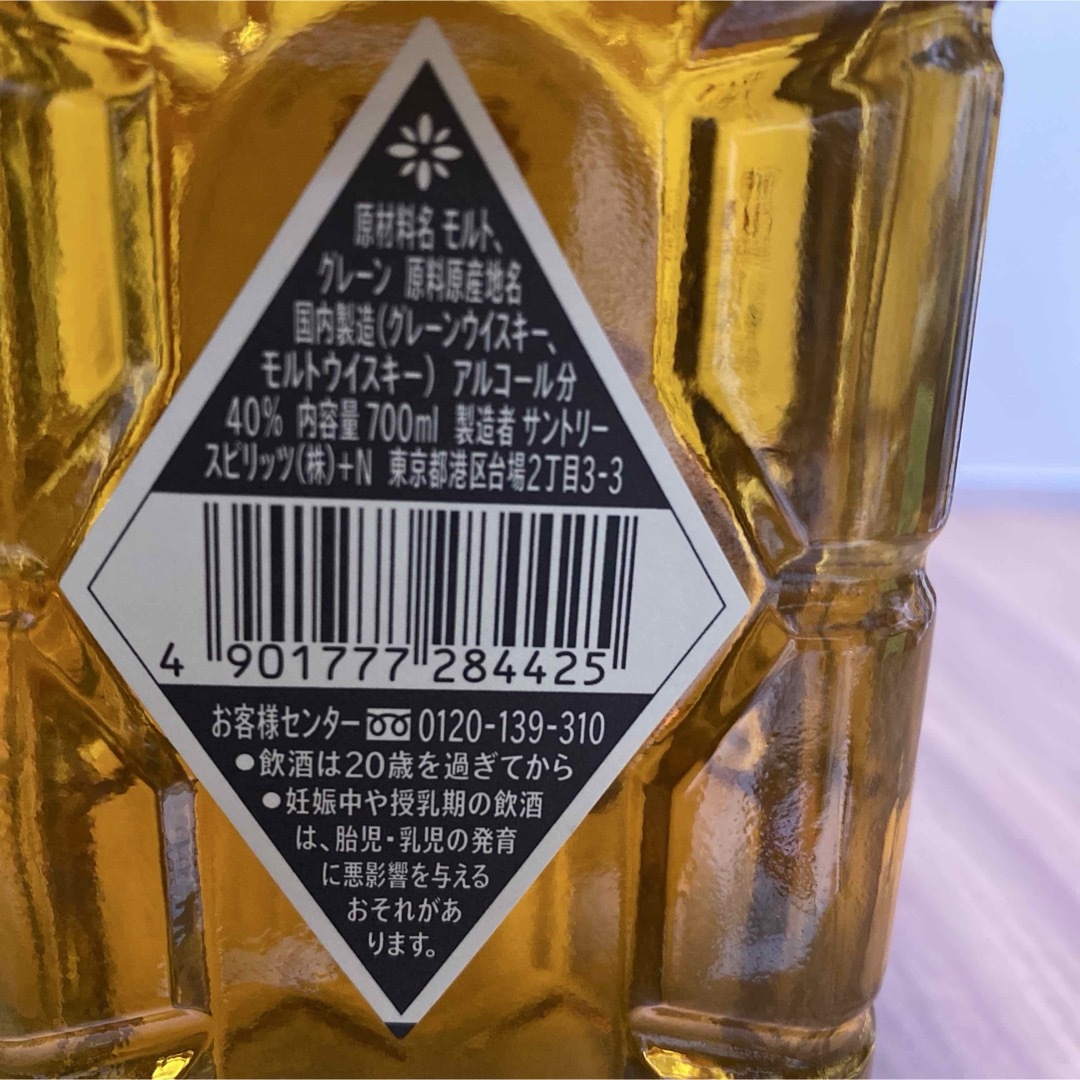 原材料名 モルト、
グレーン 原料原産地名
国内製造(グレーンウイスキー、
モルトウイスキー) アルコール分
40% 内容量 700ml 製造者 サントリー
スピリッツ(株)+N 東京都港区台場2丁目3-3
4 901777 284425
お客様センター 0120-139-310
●飲酒は20歳を過ぎてから
●妊娠中や授乳期の飲酒
は、胎児・乳児の発育
に悪影響を与える
おそれがあ
ります。